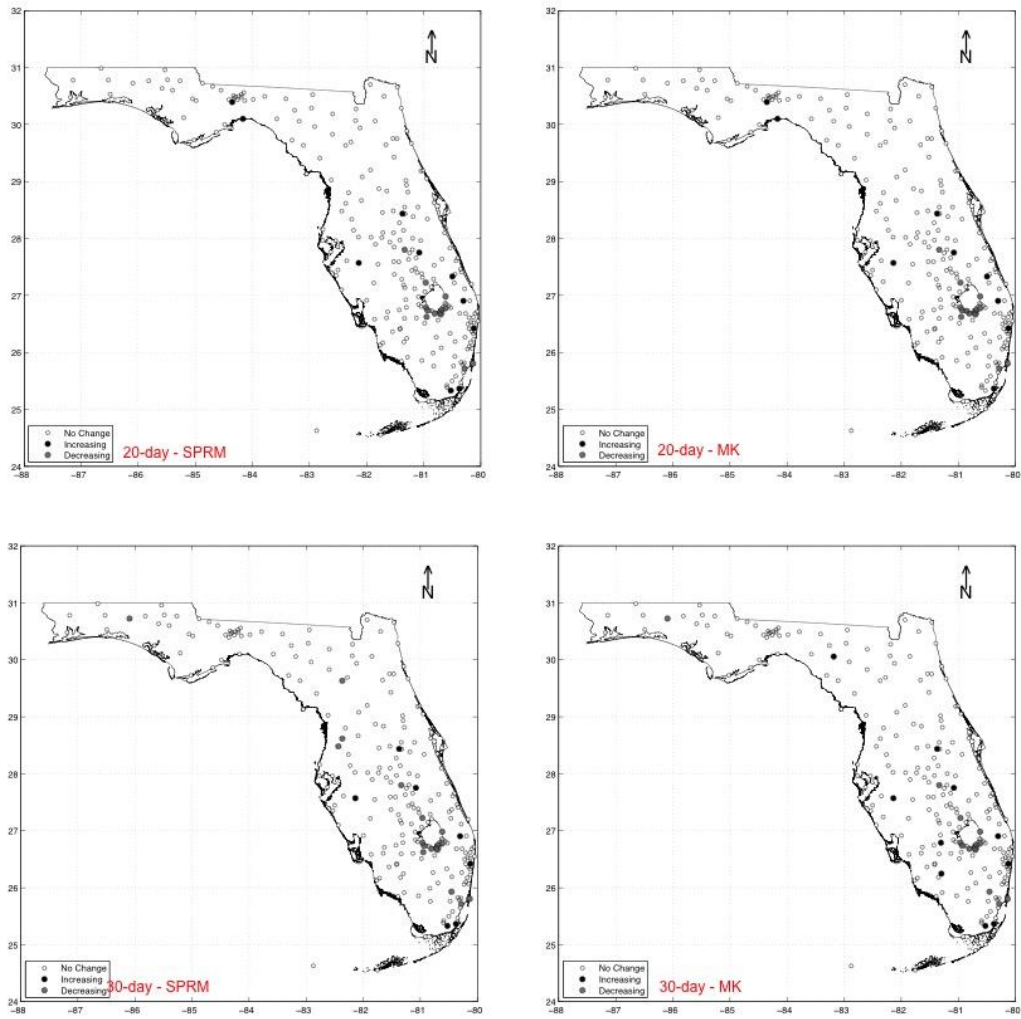 32
31
30
29
28
27
26
25
24
N
No Change
Increasing
Decreasing
20-day - SPRM
−88 −87 −86 −85 −84 −83 −82 −81 −80
32
31
30
29
28
27
26
25
24
N
No Change
Increasing
Decreasing
20-day - MK
−88 −87 −86 −85 −84 −83 −82 −81 −80
32
31
30
29
28
27
26
25
24
N
No Change
Increasing
Decreasing
30-day - SPRM
−88 −87 −86 −85 −84 −83 −82 −81 −80
32
31
30
29
28
27
26
25
24
N
No Change
Increasing
Decreasing
30-day - MK
−88 −87 −86 −85 −84 −83 −82 −81 −80